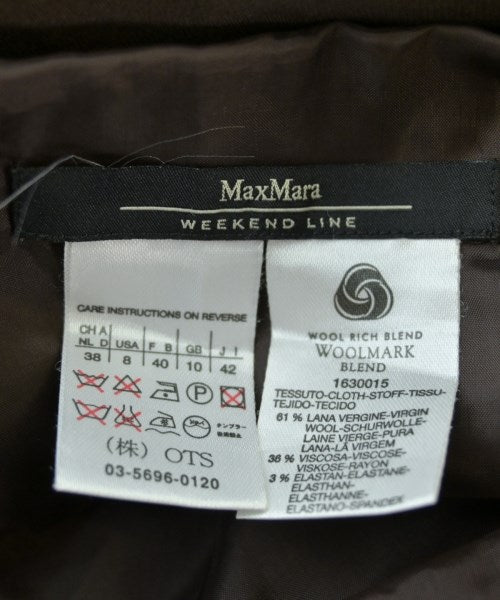 MaxMara
WEEKEND LINE
CARE INSTRUCTIONS ON REVERSE
CH A
NL D USA F B GB J I
38 8 40 10 42
P
(株) OTS
03-5696-0120
WOOL RICH BLEND
WOOLMARK
BLEND
1630015
TESSUTO-CLOTH-STOFF-TISSU-
TEJIDO-TECIDO
61 % LANA VERGINE-VIRGIN
WOOL-SCHURWOLLE-
LAINE VIERGE-PURA
LANA-LÃ VIRGEM
36 % VISCOSA-VISCOSE-
VISKOSE-RAYON
3 % ELASTAN-ELASTANE-
ELASTHAN-
ELASTHANNE-
ELASTANO-SPANDEX